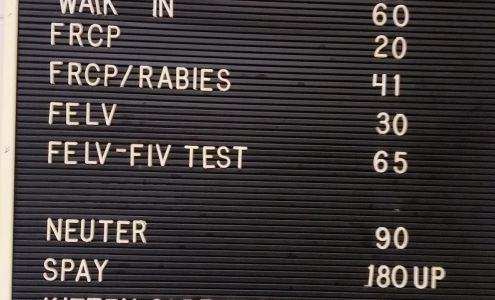 WALK IN 60
FRCP 20
FRCP/RABIES 41
FELV 30
FELV-FIV TEST 65
NEUTER 90
SPAY 180 UP